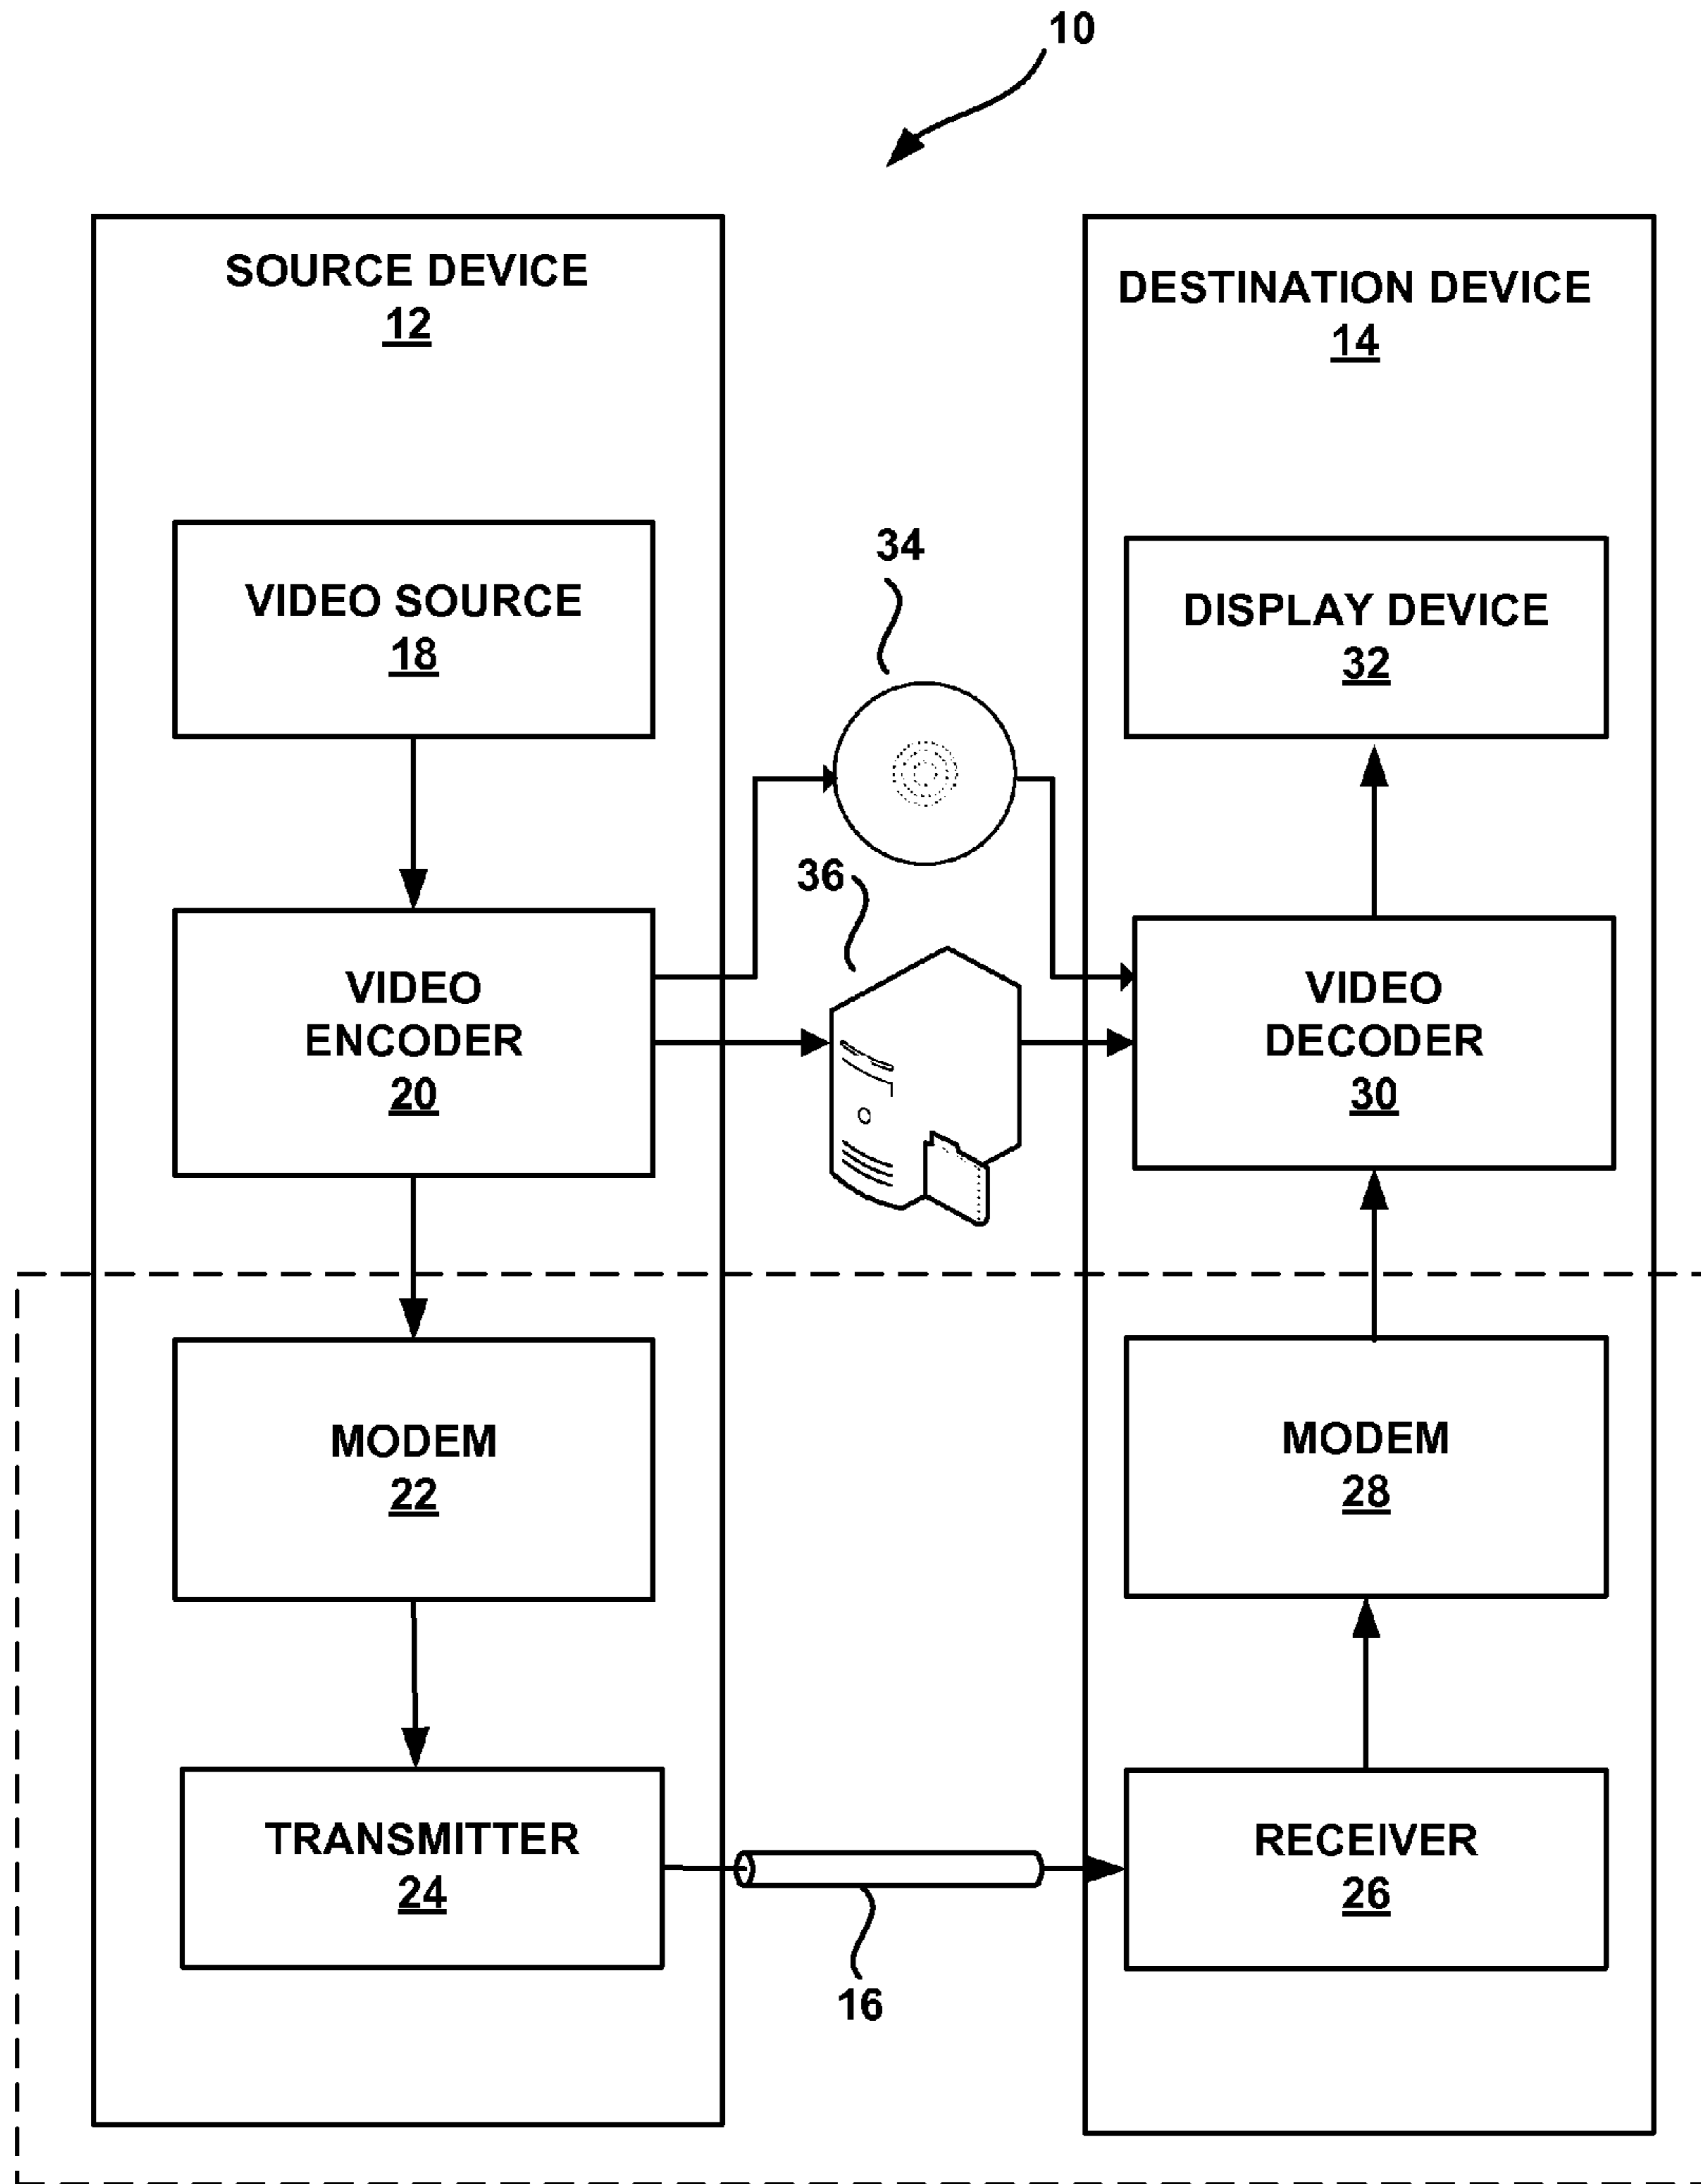 10
SOURCE DEVICE
12
DESTINATION DEVICE
14
VIDEO SOURCE
18
34
DISPLAY DEVICE
32
36
VIDEO
ENCODER
20
VIDEO
DECODER
30
MODEM
22
MODEM
28
TRANSMITTER
24
RECEIVER
26
16